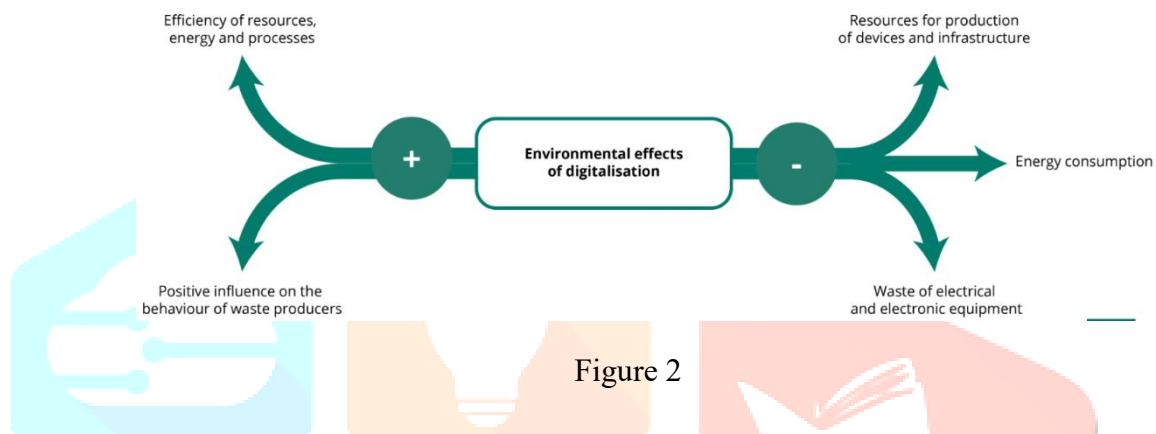 Efficiency of resources,
energy and processes
Resources for production
of devices and infrastructure
+
Environmental effects
of digitalisation
-
Energy consumption
Positive influence on the
behaviour of waste producers
Waste of electrical
and electronic equipment
Figure 2